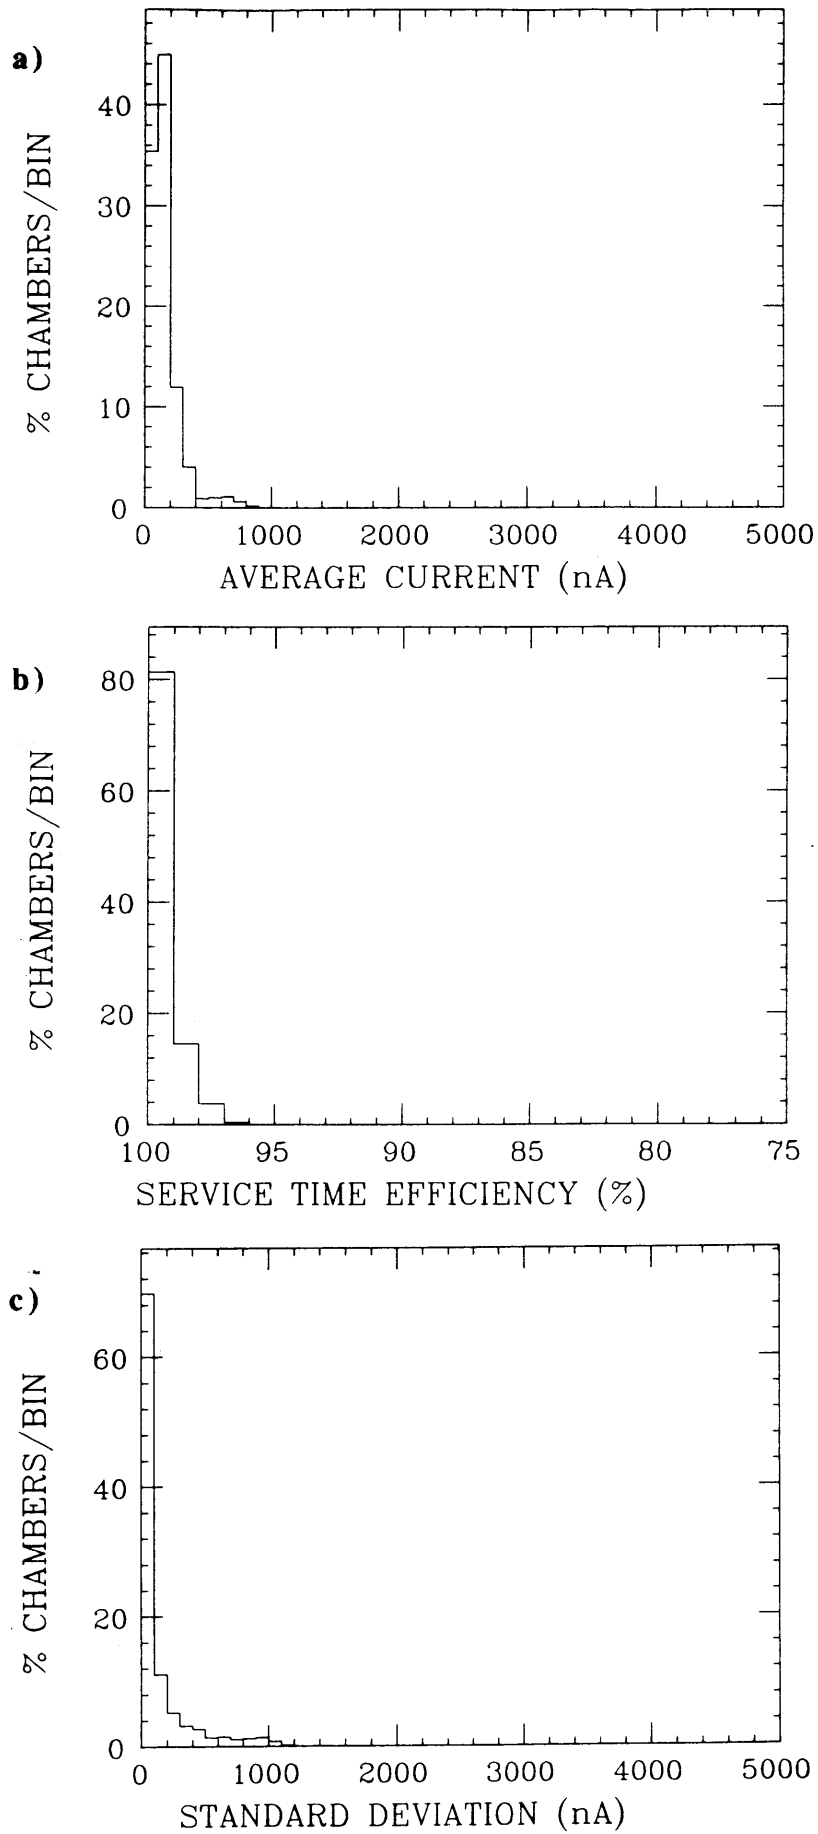 a)
% CHAMBERS/BIN
40
30
20
10
0
0 1000 2000 3000 4000 5000
AVERAGE CURRENT (nA)
b)
% CHAMBERS/BIN
80
60
40
20
0
100 95 90 85 80 75
SERVICE TIME EFFICIENCY (%)
c)
% CHAMBERS/BIN
60
40
20
0
0 1000 2000 3000 4000 5000
STANDARD DEVIATION (nA)